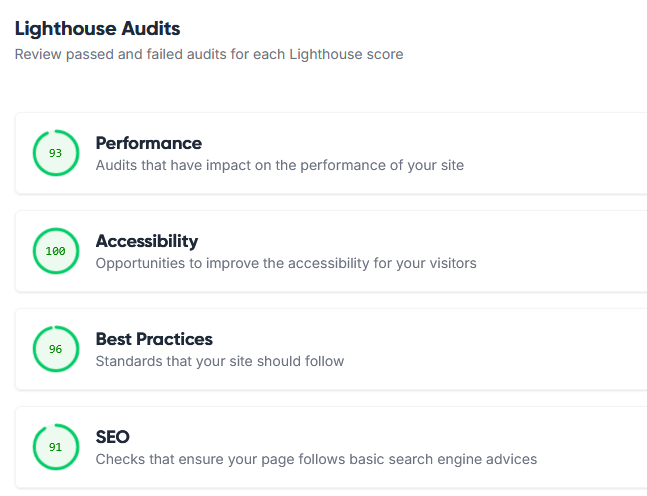 Lighthouse Audits
Review passed and failed audits for each Lighthouse score
93
Performance
Audits that have impact on the performance of your site
100
Accessibility
Opportunities to improve the accessibility for your visitors
96
Best Practices
Standards that your site should follow
91
SEO
Checks that ensure your page follows basic search engine advices